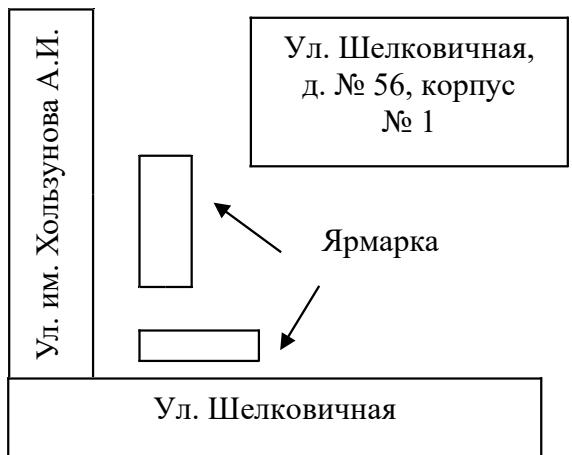 Ул. им. Хользунова А.И.
Ул. Шелковичная,
д. № 56, корпус
№ 1
Ярмарка
Ул. Шелковичная